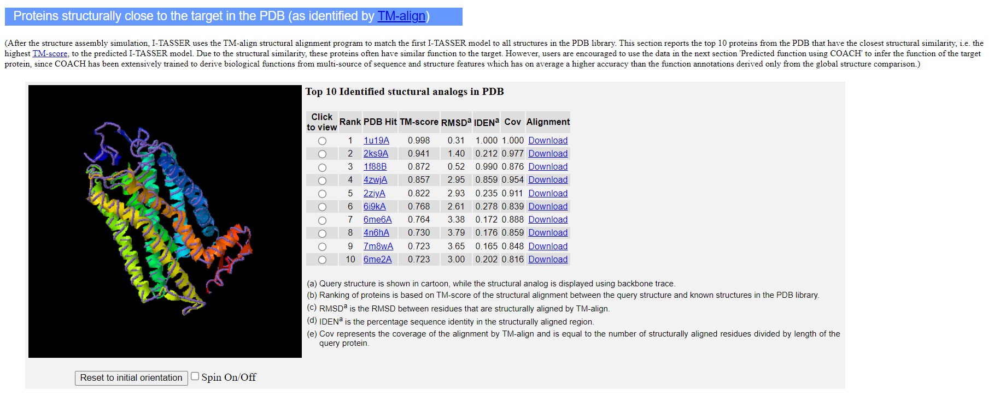 Proteins structurally close to the target in the PDB (as identified by TM-align)
(After the structure assembly simulation, I-TASSER uses the TM-align structural alignment program to match the first I-TASSER model to all structures in the PDB library. This section reports the top 10 proteins from the PDB that have the closest structural similarity, i.e. the
highest TM-score, to the predicted I-TASSER model. Due to the structural similarity, these proteins often have similar function to the target. However, users are encouraged to use the data in the next section 'Predicted function using COACH' to infer the function of the target
protein, since COACH has been extensively trained to derive biological functions from multi-source of sequence and structure features which has on average a higher accuracy than the function annotations derived only from the global structure comparison.)
Top 10 Identified stuctural analogs in PDB
Click to view Rank PDB Hit TM-score RMSDa IDENa Cov Alignment
1 1u19A 0.998 0.31 1.000 1.000 Download
2 2ks9A 0.941 1.40 0.212 0.977 Download
3 1f88B 0.872 0.52 0.990 0.876 Download
4 4zwjA 0.857 2.95 0.859 0.954 Download
5 2ziyA 0.822 2.93 0.235 0.911 Download
6 6i9kA 0.768 2.61 0.278 0.839 Download
7 6me6A 0.764 3.38 0.172 0.888 Download
8 4n6hA 0.730 3.79 0.176 0.859 Download
9 7m8wA 0.723 3.65 0.165 0.848 Download
10 6me2A 0.723 3.00 0.202 0.816 Download
(a) Query structure is shown in cartoon, while the structural analog is displayed using backbone trace.
(b) Ranking of proteins is based on TM-score of the structural alignment between the query structure and known structures in the PDB library.
(c) RMSDa is the RMSD between residues that are structurally aligned by TM-align.
(d) IDENa is the percentage sequence identity in the structurally aligned region.
(e) Cov represents the coverage of the alignment by TM-align and is equal to the number of structurally aligned residues divided by length of the
query protein.
Reset to initial orientation Spin On/Off